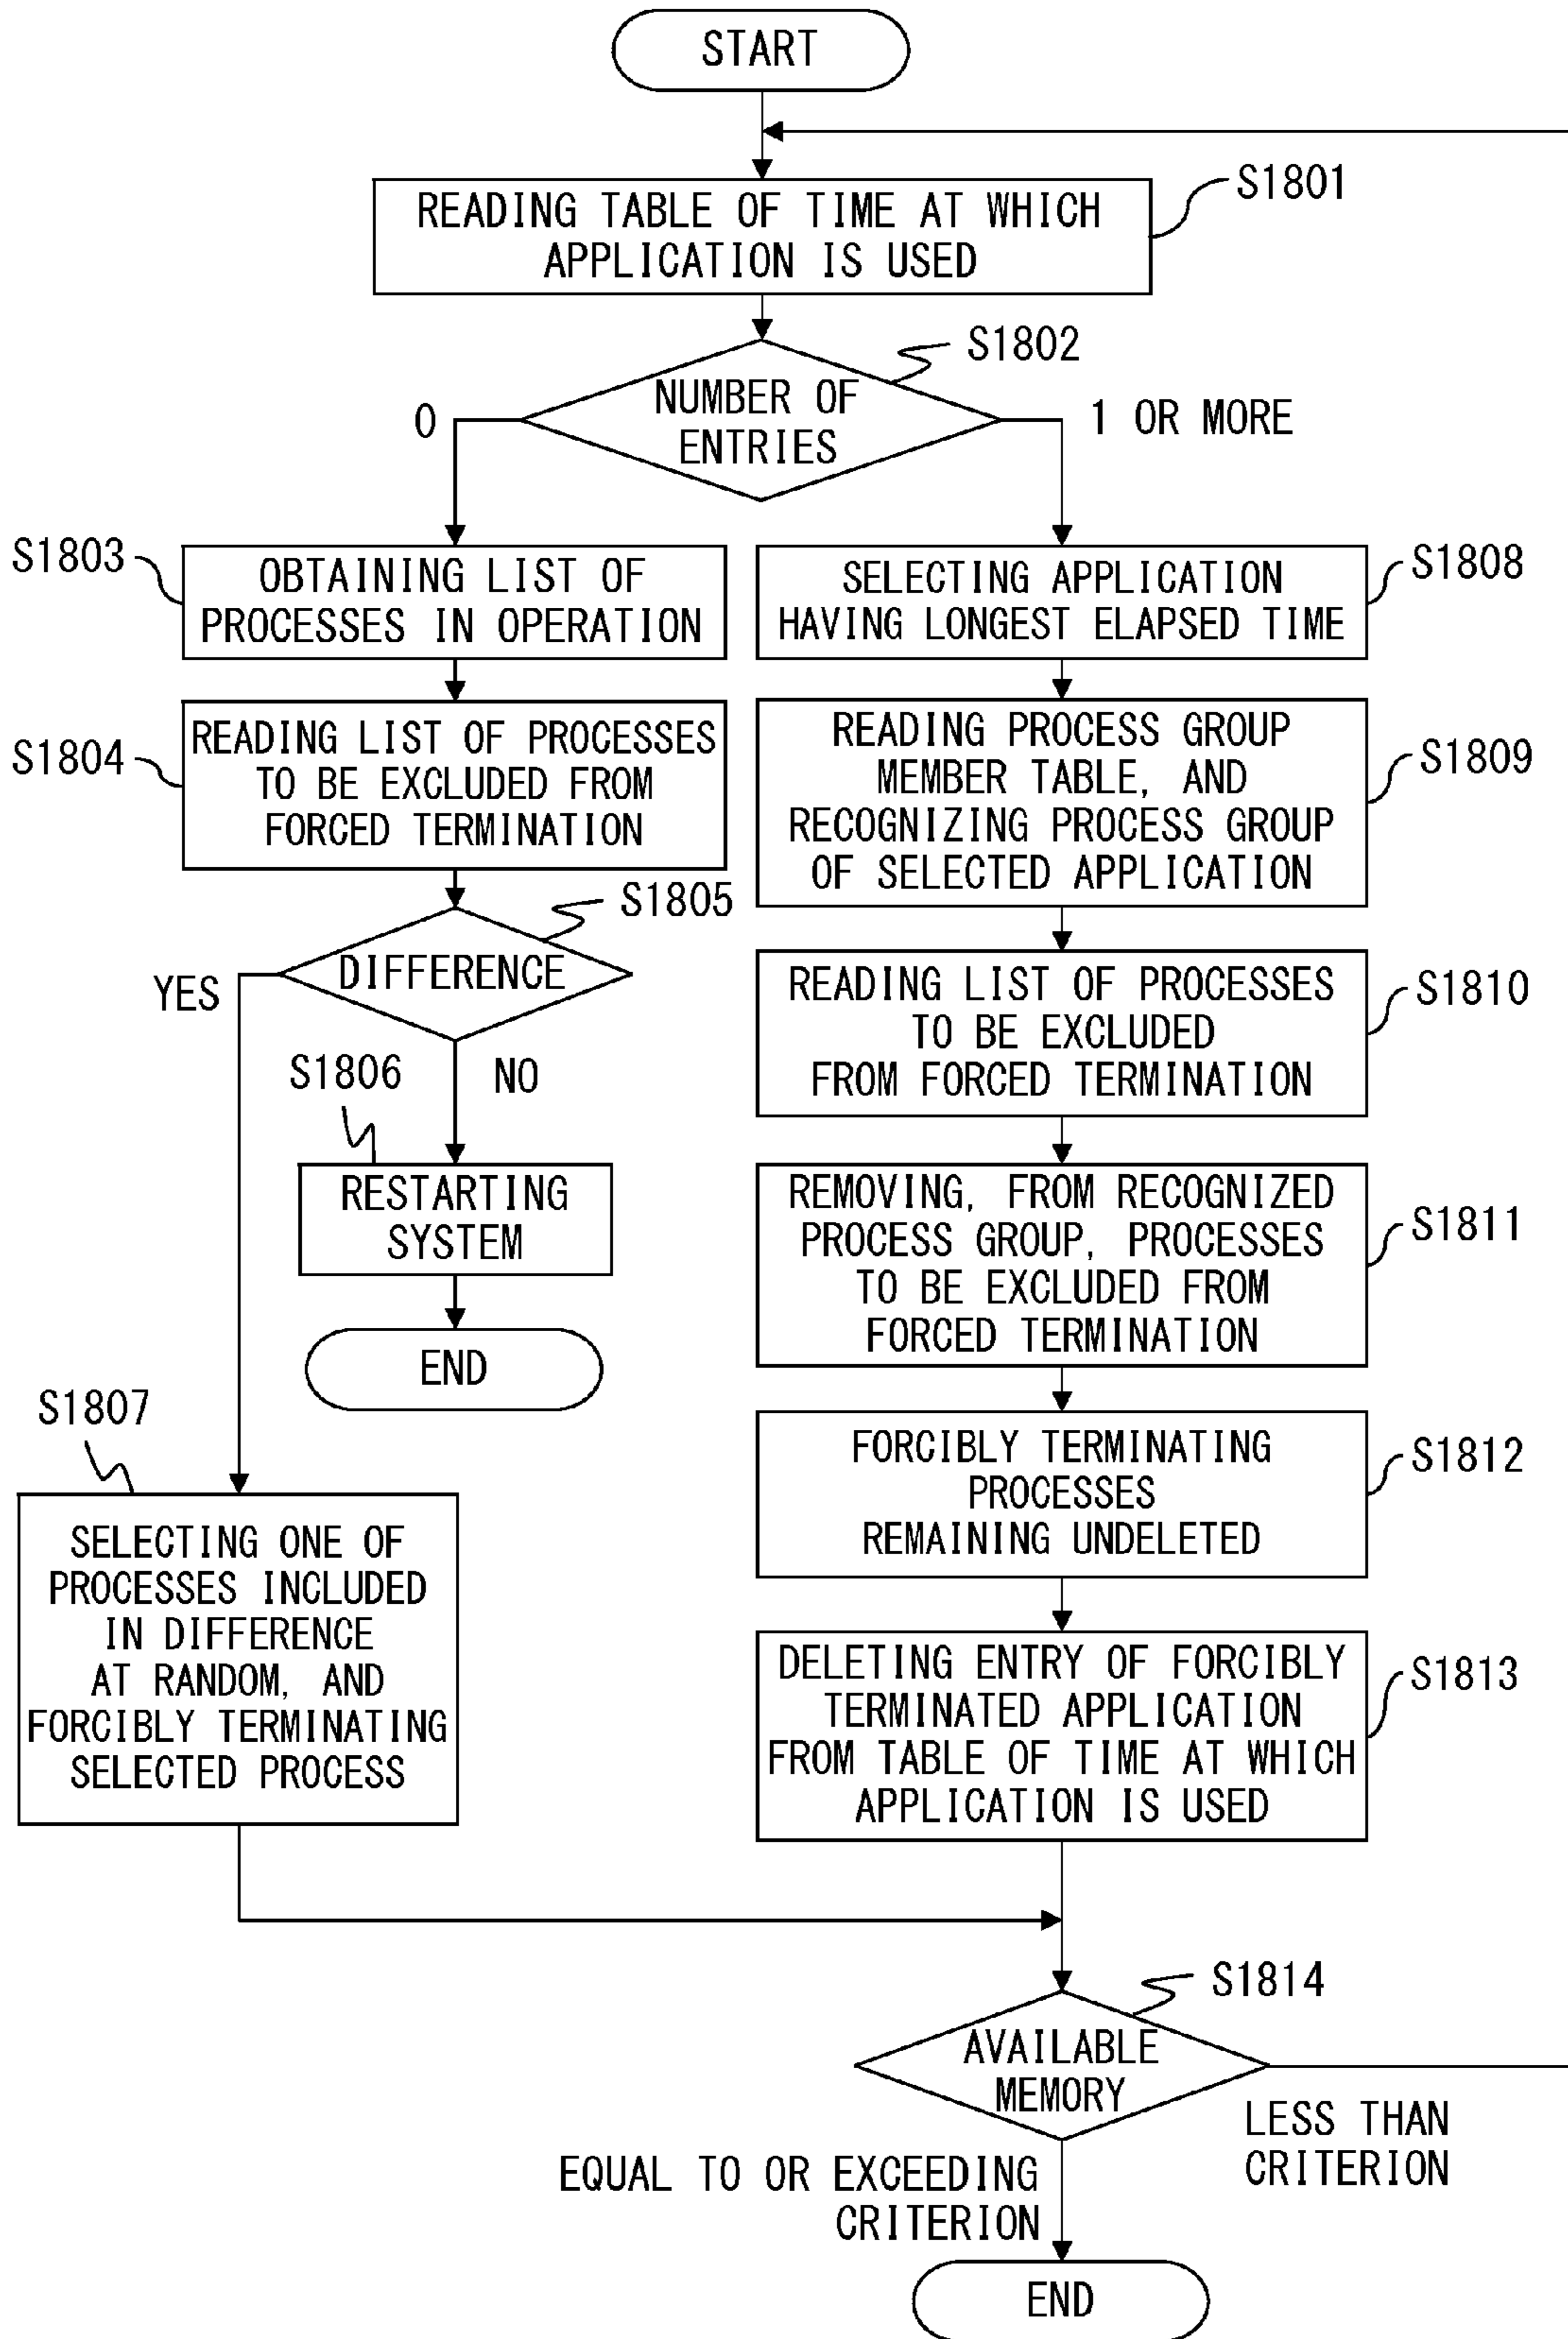 START
READING TABLE OF TIME AT WHICH
APPLICATION IS USED
S1801
NUMBER OF
ENTRIES
S1802
0
1 OR MORE
S1803
OBTAINING LIST OF
PROCESSES IN OPERATION
S1804
READING LIST OF PROCESSES
TO BE EXCLUDED FROM
FORCED TERMINATION
S1805
DIFFERENCE
YES
NO
S1806
RESTARTING
SYSTEM
END
S1807
SELECTING ONE OF
PROCESSES INCLUDED
IN DIFFERENCE
AT RANDOM, AND
FORCIBLY TERMINATING
SELECTED PROCESS
SELECTING APPLICATION
HAVING LONGEST ELAPSED TIME
S1808
READING PROCESS GROUP
MEMBER TABLE, AND
RECOGNIZING PROCESS GROUP
OF SELECTED APPLICATION
S1809
READING LIST OF PROCESSES
TO BE EXCLUDED
FROM FORCED TERMINATION
S1810
REMOVING, FROM RECOGNIZED
PROCESS GROUP, PROCESSES
TO BE EXCLUDED FROM
FORCED TERMINATION
S1811
FORCIBLY TERMINATING
PROCESSES
REMAINING UNDELETED
S1812
DELETING ENTRY OF FORCIBLY
TERMINATED APPLICATION
FROM TABLE OF TIME AT WHICH
APPLICATION IS USED
S1813
S1814
AVAILABLE
MEMORY
LESS THAN
CRITERION
EQUAL TO OR EXCEEDING
CRITERION
END